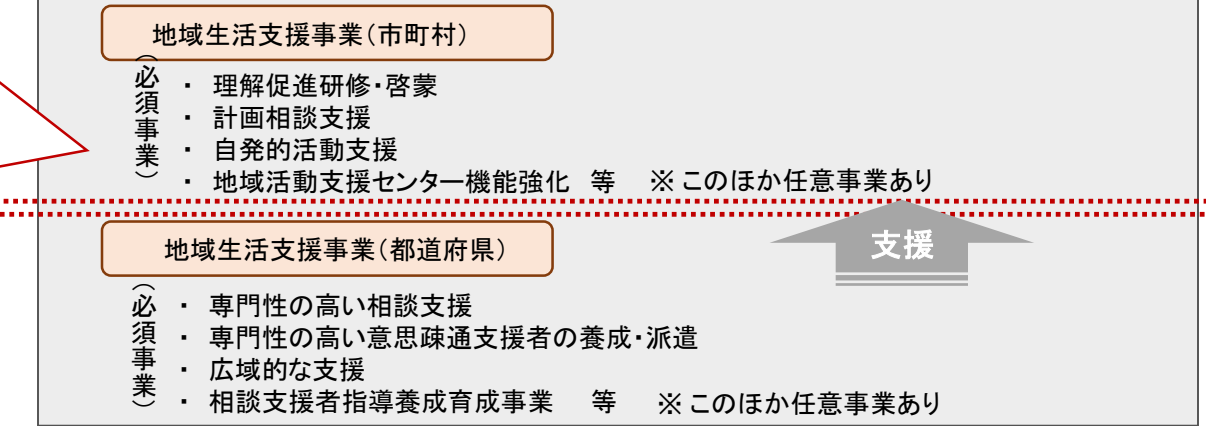 地域生活支援事業(市町村)
(必須事業)
・ 理解促進研修・啓蒙
・ 計画相談支援
・ 自発的活動支援
・ 地域活動支援センター機能強化 等 ※このほか任意事業あり
支援
地域生活支援事業(都道府県)
(必須事業)
・ 専門性の高い相談支援
・ 専門性の高い意思疎通支援者の養成・派遣
・ 広域的な支援
・ 相談支援者指導養成育成事業 等 ※このほか任意事業あり